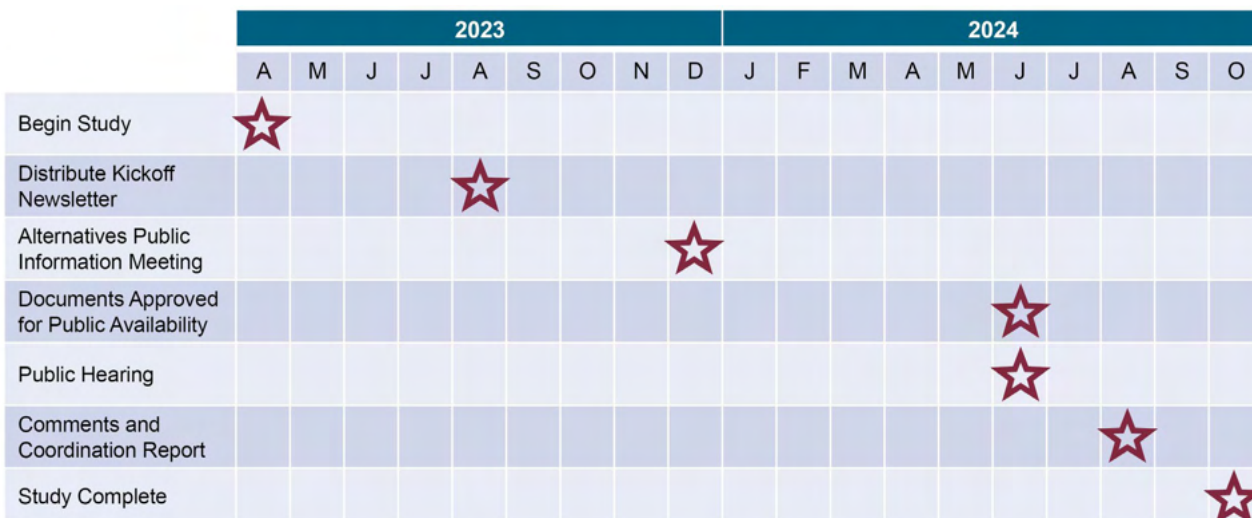 2023 2024
A M J J A S O N D J F M A M J J A S O
Begin Study
Distribute Kickoff
Newsletter
Alternatives Public
Information Meeting
Documents Approved
for Public Availability
Public Hearing
Comments and
Coordination Report
Study Complete